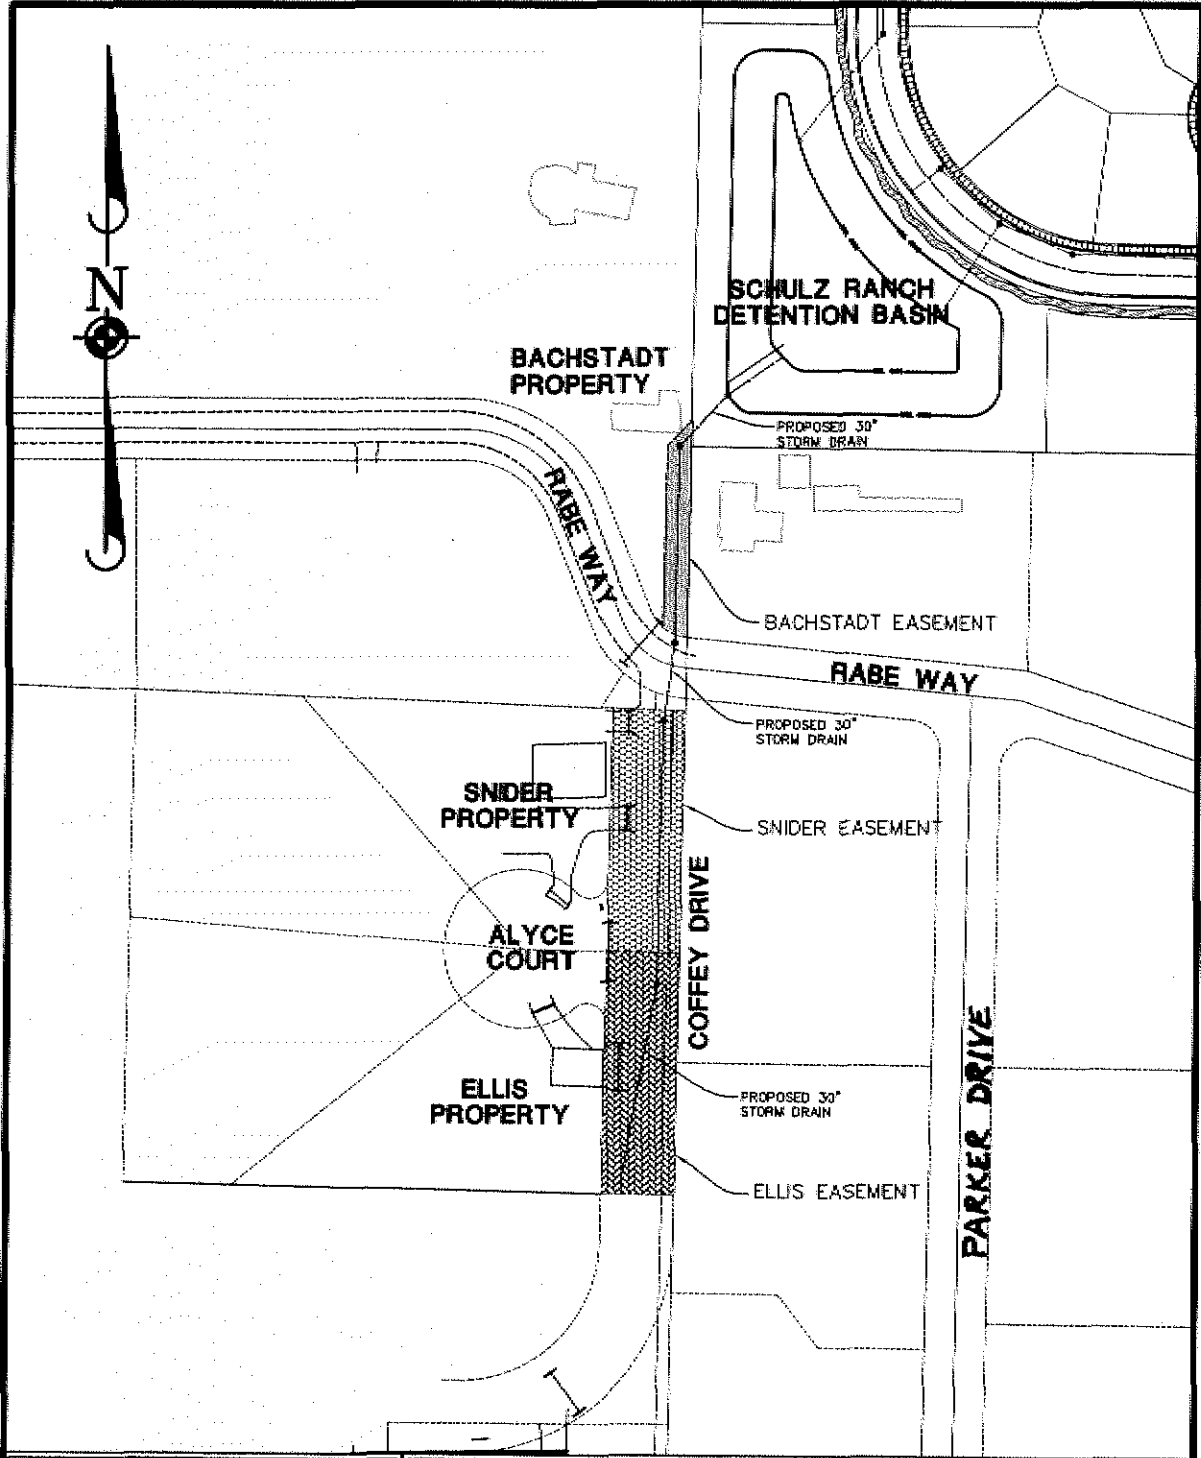 N
SCHULZ RANCH
DETENTION BASIN
BACHSTADT
PROPERTY
PROPOSED 30"
STORM DRAIN
RABE WAY
BACHSTADT EASEMENT
RABE WAY
PROPOSED 30"
STORM DRAIN
SNIDER
PROPERTY
SNIDER EASEMENT
COFFEY DRIVE
ALYCE
COURT
PARKER DRIVE
ELLIS
PROPERTY
PROPOSED 30"
STORM DRAIN
ELLIS EASEMENT